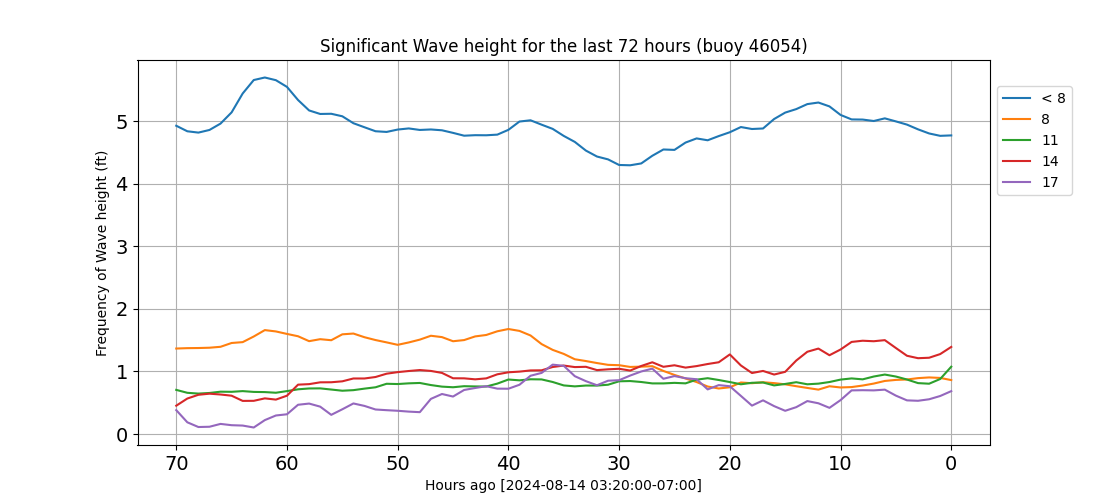 Significant Wave height for the last 72 hours (buoy 46054)
Frequency of Wave height (ft)
5
4
3
2
1
0
70 60 50 40 30 20 10 0
Hours ago [2024-08-14 03:20:00-07:00]
< 8
8
11
14
17